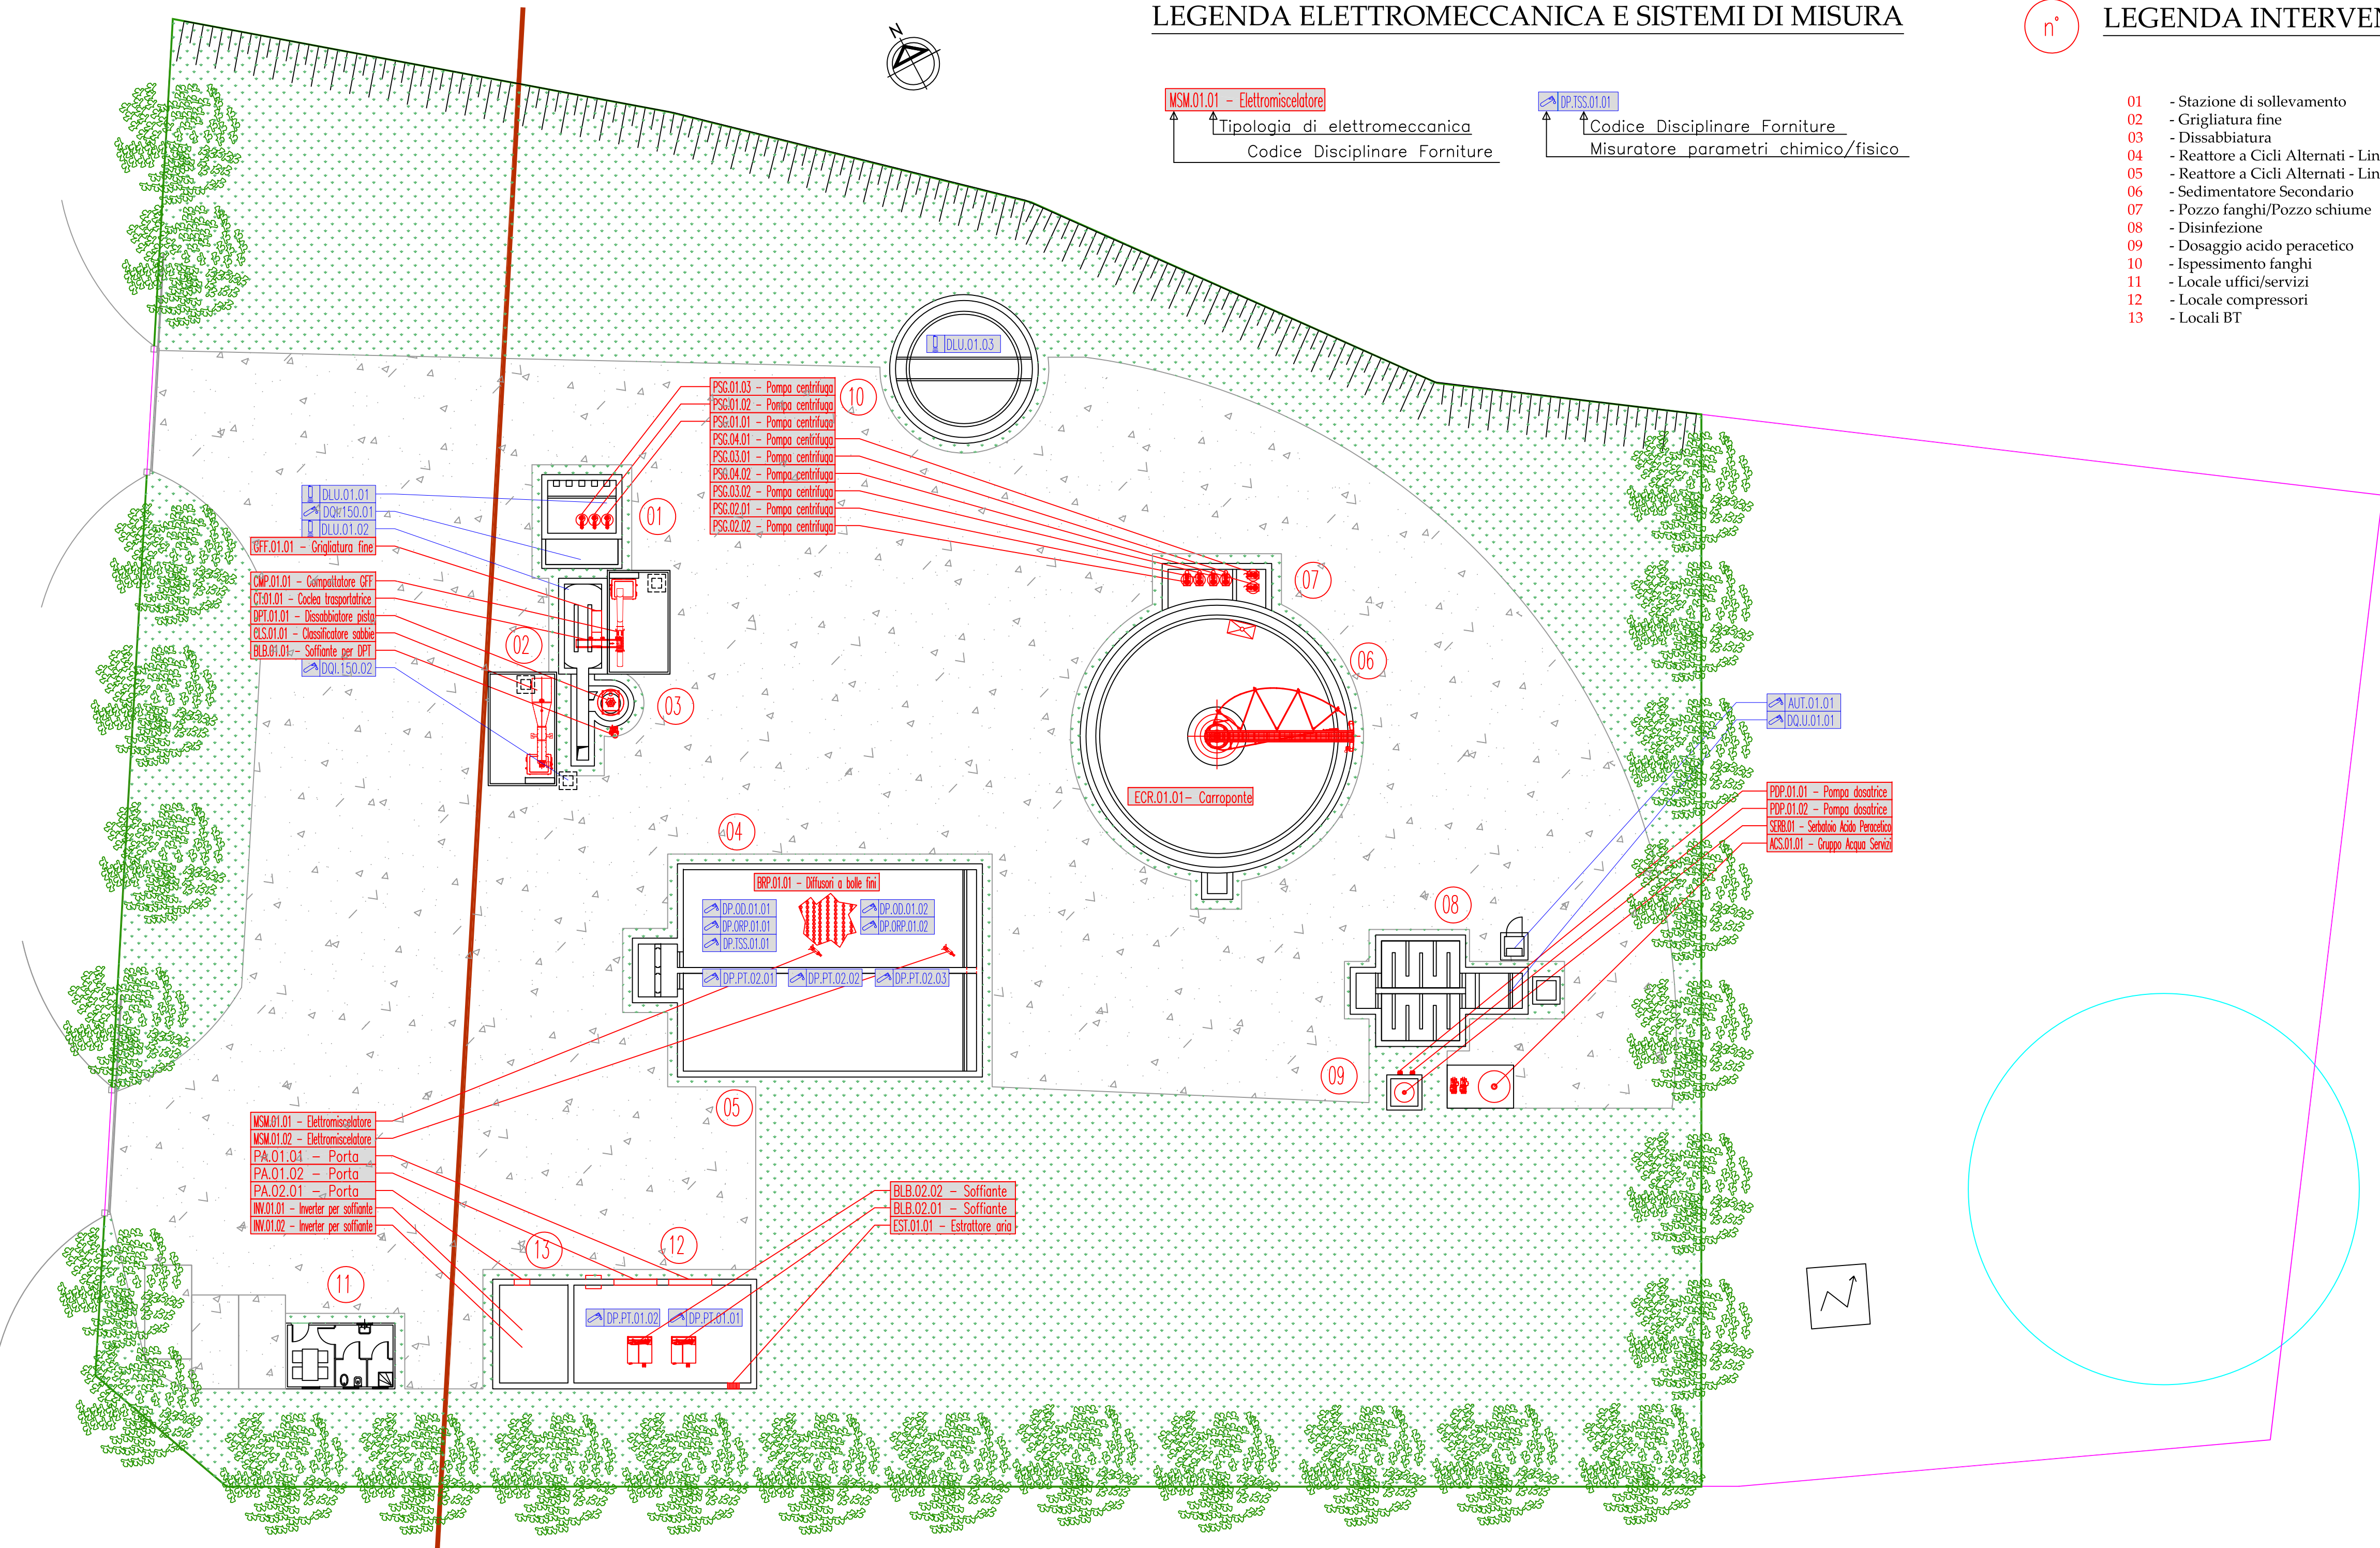 LEGENDA ELETTROMECCANICA E SISTEMI DI MISURA
n°
LEGENDA INTERVEN
MSM.01.01 - Elettromiscelatore
Tipologia di elettromeccanica
Codice Disciplinare Forniture
DP.TSS.01.01
Codice Disciplinare Forniture
Misuratore parametri chimico/fisico
01 - Stazione di sollevamento
02 - Grigliatura fine
03 - Dissabbiatura
04 - Reattore a Cicli Alternati - Lin
05 - Reattore a Cicli Alternati - Lin
06 - Sedimentatore Secondario
07 - Pozzo fanghi/Pozzo schiume
08 - Disinfezione
09 - Dosaggio acido peracetico
10 - Ispessimento fanghi
11 - Locale uffici/servizi
12 - Locale compressori
13 - Locali BT
N
DLU.01.03
10
PSG.01.03 - Pompa centrifuga
PSG.01.02 - Pompa centrifuga
PSG.01.01 - Pompa centrifuga
PSG.04.01 - Pompa centrifuga
PSG.03.01 - Pompa centrifuga
PSG.04.02 - Pompa centrifuga
PSG.03.02 - Pompa centrifuga
PSG.02.01 - Pompa centrifuga
PSG.02.02 - Pompa centrifuga
01
DLU.01.01
DQI.150.01
DLU.01.02
GFF.01.01 - Grigliatura fine
CMP.01.01 - Compattatore GFF
CT.01.01 - Coclea trasportatrice
DPT.01.01 - Dissabbiatore pista
CLS.01.01 - Classificatore sabbie
BLB.01.01 - Soffiante per DPT
DQI.150.02
02
03
07
06
ECR.01.01- Carroponte
AUT.01.01
DQ.U.01.01
PDP.01.01 - Pompa dosatrice
PDP.01.02 - Pompa dosatrice
SERB.01 - Serbatoio Acido Peracetico
ACS.01.01 - Gruppo Acqua Servizi
04
BRP.01.01 - Diffusori a bolle fini
DP.OD.01.01
DP.ORP.01.01
DP.TSS.01.01
DP.OD.01.02
DP.ORP.01.02
DP.PT.02.01
DP.PT.02.02
DP.PT.02.03
08
09
05
MSM.01.01 - Elettromiscelatore
MSM.01.02 - Elettromiscelatore
PA.01.01 - Porta
PA.01.02 - Porta
PA.02.01 - Porta
INV.01.01 - Inverter per soffiante
INV.01.02 - Inverter per soffiante
BLB.02.02 - Soffiante
BLB.02.01 - Soffiante
EST.01.01 - Estrattore aria
13
12
11
DP.PT.01.02
DP.PT.01.01